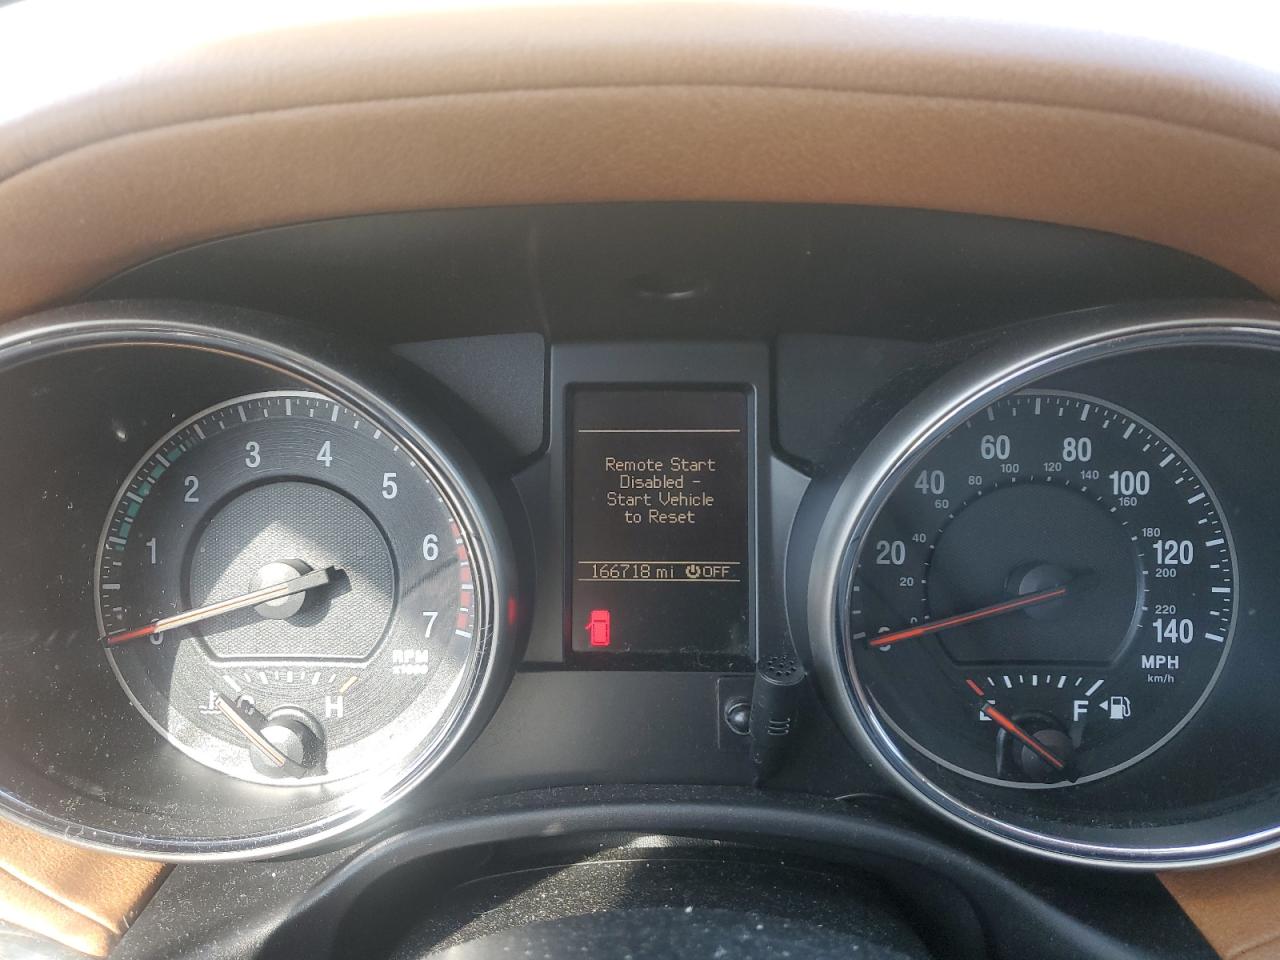 Remote Start
Disabled -
Start Vehicle
to Reset
166718 mi OFF
1
2
3
4
5
6
7
RPM
H
0
20
40
60
80
100
120
140
20
40
60
80
100
120
140
160
180
200
220
MPH
km/h
E
F